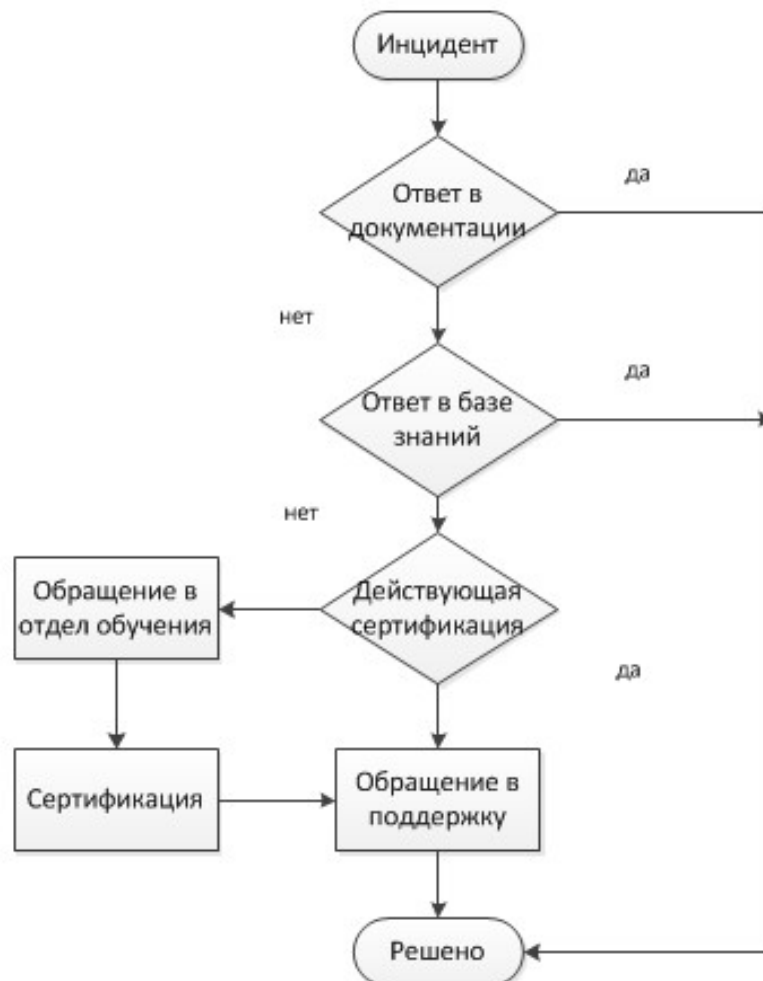 Инцидент
да
Ответ в
документации
нет
да
Ответ в базе
знаний
нет
Действующая
сертификация
Обращение в
отдел обучения
да
Сертификация
Обращение в
поддержку
Решено